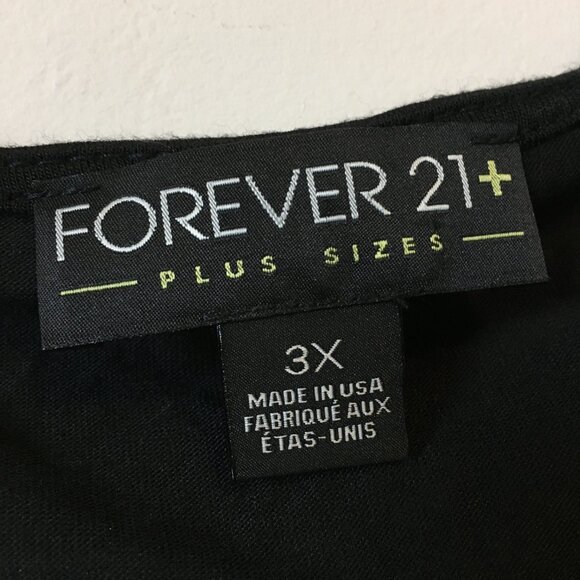 FOREVER 21+
PLUS SIZES
3X
MADE IN USA
FABRIQUÉ AUX
ÉTAS-UNIS